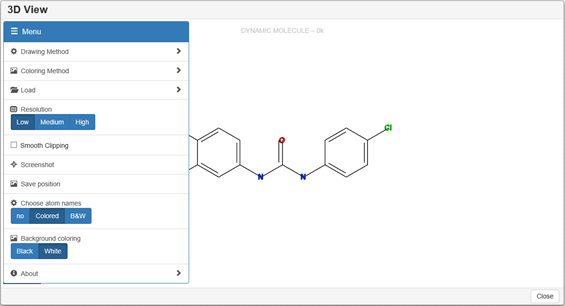 3D View
DYNAMIC MOLECULE – 0k
Menu
Drawing Method
Coloring Method
Load
Resolution
Low Medium High
Smooth Clipping
Screenshot
Save position
Choose atom names
no Colored B&W
Background coloring
Black White
About
Cl
O
N N
Close